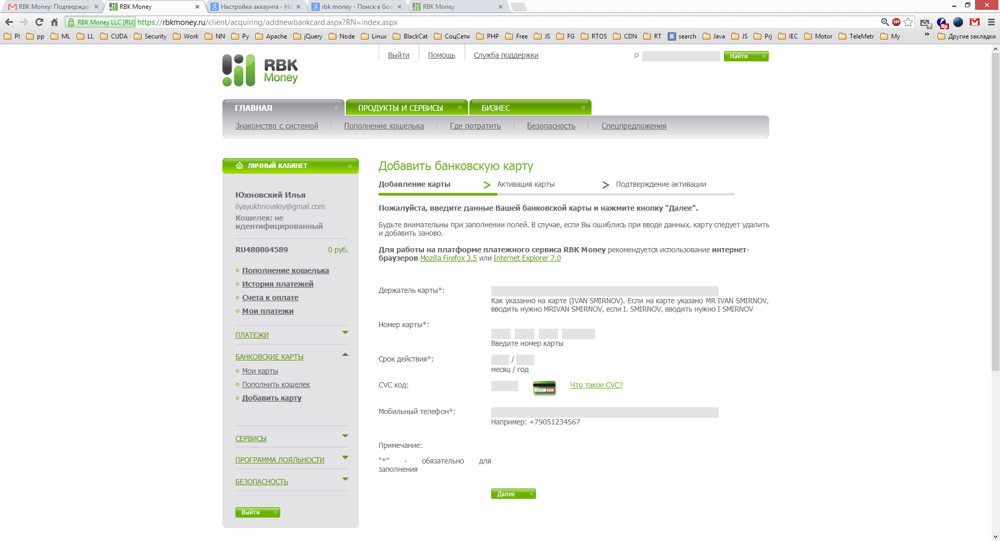 RBK Money: Подтвержде
RBK Money
Настройки аккаунта - На
rbk money - Поиск в Goo
RBK Money
RBK Money LLC [RU]
https://rbkmoney.ru/client/acquiring/addnewbankcard.aspx?RN=index.aspx
PI
pp
ML
LL
CUDA
Security
Work
NN
Py
Apache
jQuery
Node
Linux
BlackCat
СоцСети
PHP
Free
JS
FG
RTOS
CDN
RT
B search
Java
JS
Prj
IEC
Motor
TeleMetr
My
»
Другие закладки
RBK
Money
Выйти
Помощь
Служба поддержки
Найти
ГЛАВНАЯ
ПРОДУКТЫ И СЕРВИСЫ
БИЗНЕС
Знакомство с системой
Пополнение кошелька
Где потратить
Безопасность
Спецпредложения
ЛИЧНЫЙ КАБИНЕТ
Юхновский Илья
ilyayukhnovskiy@gmail.com
Кошелек: не
идентифицированный
RU480804589 0 руб.
Пополнение кошелька
История платежей
Счета к оплате
Мои платежи
ПЛАТЕЖИ
БАНКОВСКИЕ КАРТЫ
Мои карты
Пополнить кошелек
Добавить карту
СЕРВИСЫ
ПРОГРАММА ЛОЯЛЬНОСТИ
БЕЗОПАСНОСТЬ
Выйти
Добавить банковскую карту
Добавление карты
Активация карты
Подтверждение активации
Пожалуйста, введите данные Вашей банковской карты и нажмите кнопку "Далее".
Будьте внимательны при заполнении полей. В случае, если Вы ошиблись при вводе данных, карту следует удалить
и добавить заново.
Для работы на платформе платежного сервиса RBK Money рекомендуется использование интернет-
браузеров Mozilla Firefox 3.5 или Internet Explorer 7.0
Держатель карты*:
Как указанно на карте (IVAN SMIRNOV). Если на карте указано MR IVAN SMIRNOV,
вводить нужно MRIVAN SMIRNOV, если I. SMIRNOV, вводить нужно I SMIRNOV
Номер карты*:
Введите номер карты
Срок действия*:
/
месяц / год
CVC код:
Что такое CVC?
Мобильный телефон*:
Например: +79051234567
Примечание:
"*" - обязательно для
заполнения
Далее